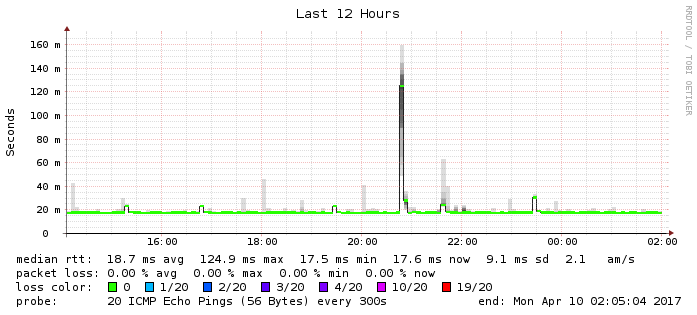 Last 12 Hours
RRDTOOL / TOBI OETIKER
Seconds
160 m
140 m
120 m
100 m
80 m
60 m
40 m
20 m
0
16:00 18:00 20:00 22:00 00:00 02:00
median rtt: 18.7 ms avg 124.9 ms max 17.5 ms min 17.6 ms now 9.1 ms sd 2.1 am/s
packet loss: 0.00 % avg 0.00 % max 0.00 % min 0.00 % now
loss color: 0 1/20 2/20 3/20 4/20 10/20 19/20
probe: 20 ICMP Echo Pings (56 Bytes) every 300s end: Mon Apr 10 02:05:04 2017